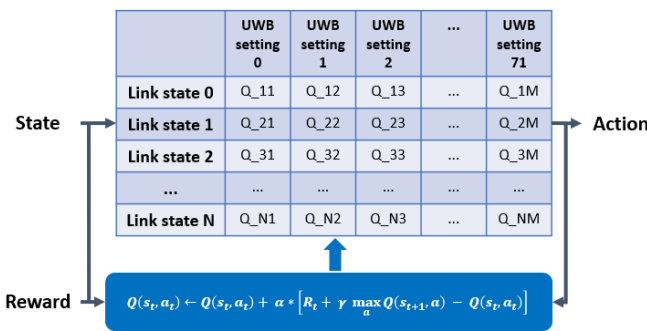 UWB setting 0 UWB setting 1 UWB setting 2 ... UWB setting 71
Link state 0 Q_11 Q_12 Q_13 ... Q_1M
State Link state 1 Q_21 Q_22 Q_23 ... Q_2M Action
Link state 2 Q_31 Q_32 Q_33 ... Q_3M
... ... ... ... ... ...
Link state N Q_N1 Q_N2 Q_N3 ... Q_NM
Reward Q(s_t, a_t) ← Q(s_t, a_t) + α * [R_t + γ max_a Q(s_{t+1}, a) − Q(s_t, a_t)]